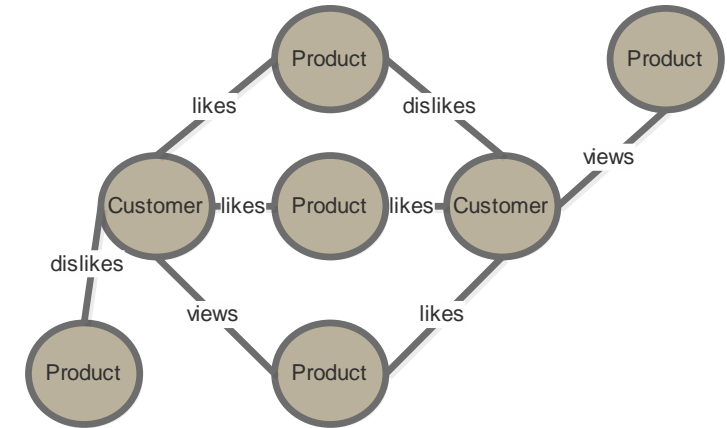 Product
Product
likes
dislikes
views
Customer
likes
Product
likes
Customer
dislikes
views
likes
Product
Product